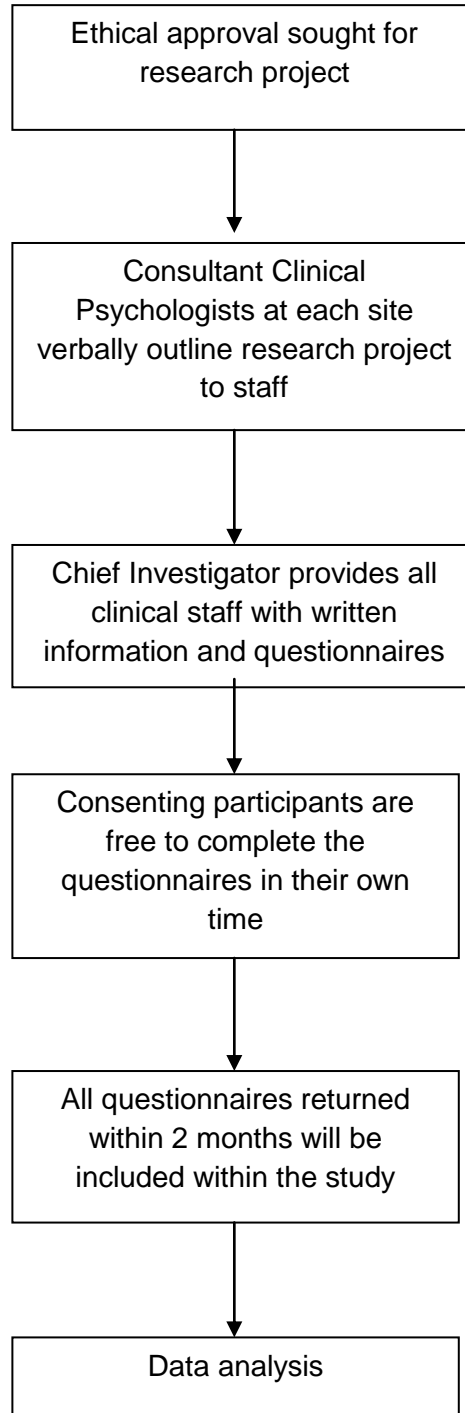 Ethical approval sought for
research project
Consultant Clinical
Psychologists at each site
verbally outline research project
to staff
Chief Investigator provides all
clinical staff with written
information and questionnaires
Consenting participants are
free to complete the
questionnaires in their own
time
All questionnaires returned
within 2 months will be
included within the study
Data analysis